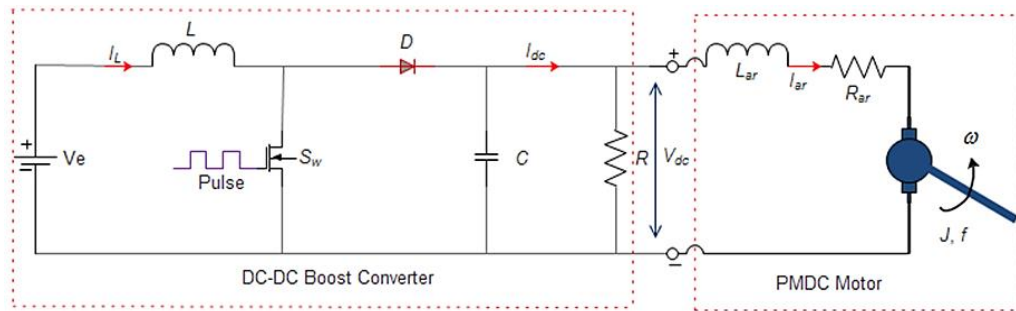 I_L
L
D
I_dc
+
L_ar
I_ar
R_ar
+
Ve
Pulse
S_w
C
R
V_dc
ω
J, f
DC-DC Boost Converter
PMDC Motor